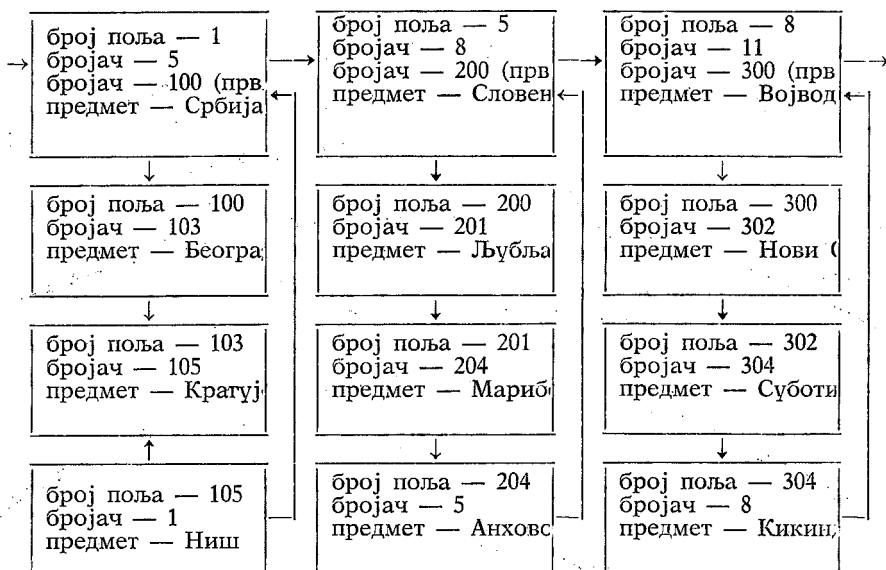 број поља — 1
бројач — 5
бројач — 100 (прв
предмет — Србија
број поља — 5
бројач — 8
бројач — 200 (прв
предмет — Словен
број поља — 8
бројач — 11
бројач — 300 (прв
предмет — Војвод
број поља — 100
бројач — 103
предмет — Београ
број поља — 200
бројач — 201
предмет — Љубља
број поља — 300
бројач — 302
предмет — Нови
број поља — 103
бројач — 105
предмет — Крагуј
број поља — 201
бројач — 204
предмет — Мариб
број поља — 302
бројач — 304
предмет — Суботи
број поља — 105
бројач — 1
предмет — Ниш
број поља — 204
бројач — 5
предмет — Анхово
број поља — 304
бројач — 8
предмет — Кикин